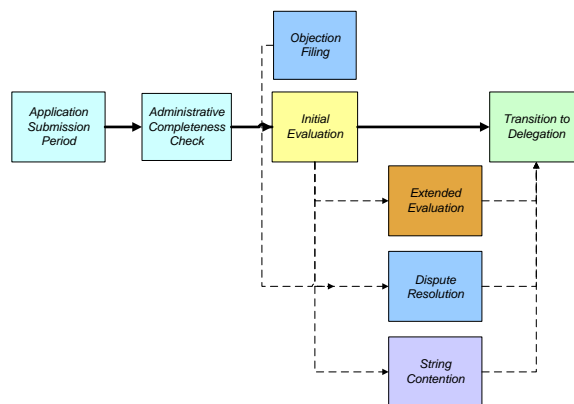 Objection
Filing
Application
Submission
Period
Administrative
Completeness
Check
Initial
Evaluation
Transition to
Delegation
Extended
Evaluation
Dispute
Resolution
String
Contention